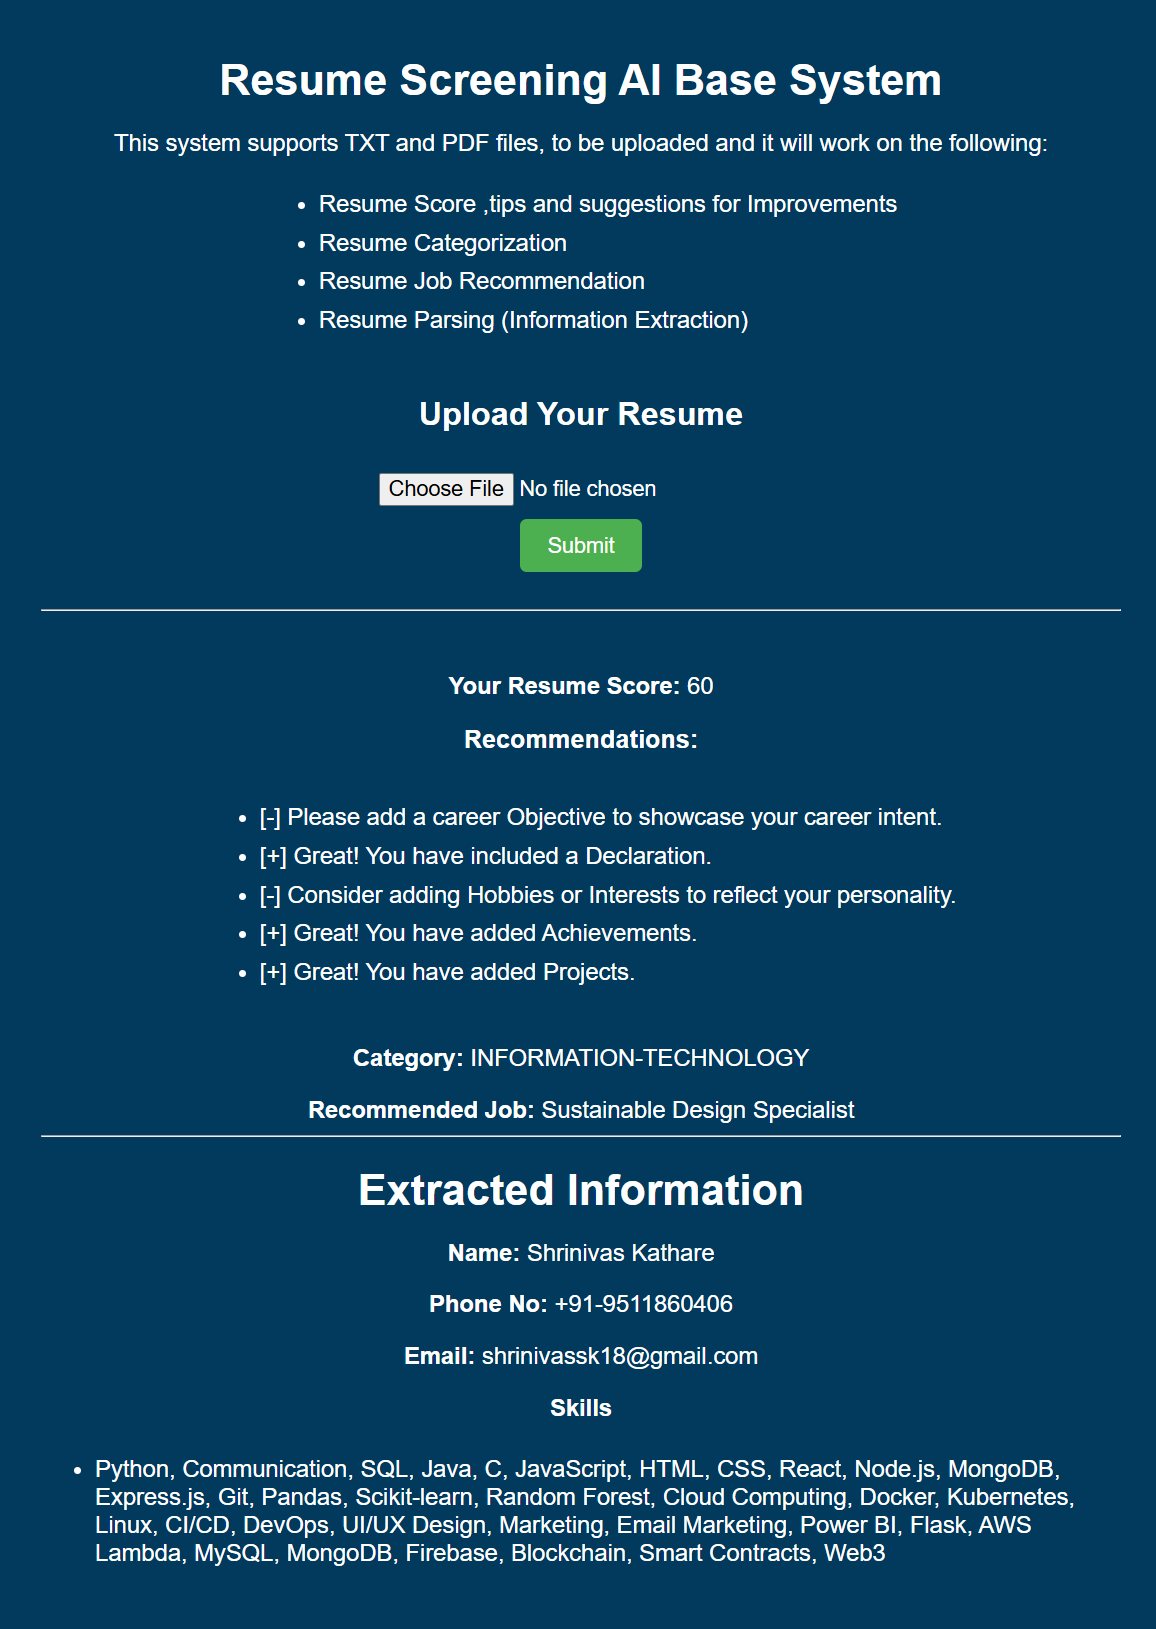 Resume Screening AI Base System
This system supports TXT and PDF files, to be uploaded and it will work on the following:
• Resume Score ,tips and suggestions for Improvements
• Resume Categorization
• Resume Job Recommendation
• Resume Parsing (Information Extraction)
Upload Your Resume
Choose File No file chosen
Submit
Your Resume Score: 60
Recommendations:
• [-] Please add a career Objective to showcase your career intent.
• [+] Great! You have included a Declaration.
• [-] Consider adding Hobbies or Interests to reflect your personality.
• [+] Great! You have added Achievements.
• [+] Great! You have added Projects.
Category: INFORMATION-TECHNOLOGY
Recommended Job: Sustainable Design Specialist
Extracted Information
Name: Shrinivas Kathare
Phone No: +91-9511860406
Email: shrinivassk18@gmail.com
Skills
• Python, Communication, SQL, Java, C, JavaScript, HTML, CSS, React, Node.js, MongoDB,
Express.js, Git, Pandas, Scikit-learn, Random Forest, Cloud Computing, Docker, Kubernetes,
Linux, CI/CD, DevOps, UI/UX Design, Marketing, Email Marketing, Power BI, Flask, AWS
Lambda, MySQL, MongoDB, Firebase, Blockchain, Smart Contracts, Web3